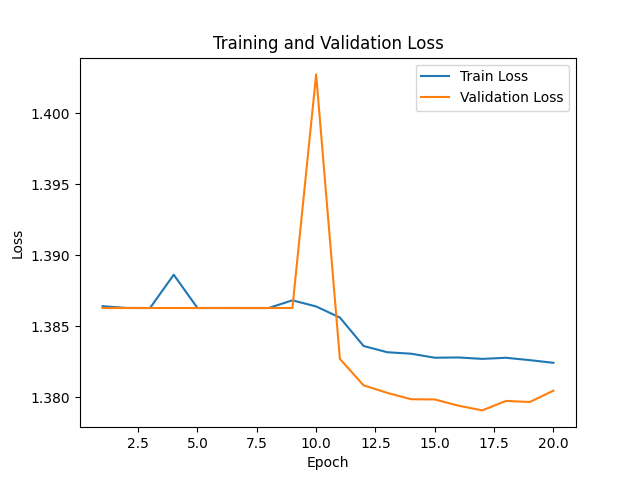 Training and Validation Loss
Train Loss
Validation Loss
1.400
1.395
1.390
1.385
1.380
Loss
2.5 5.0 7.5 10.0 12.5 15.0 17.5 20.0
Epoch